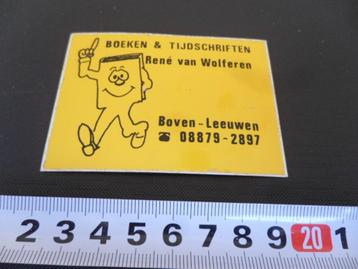 BOEKEN & TIJDSCHRIFTEN
René van Wolferen
Boven-Leeuwen
☎ 08879-2897
2 3 4 5 6 7 8 9 20 1